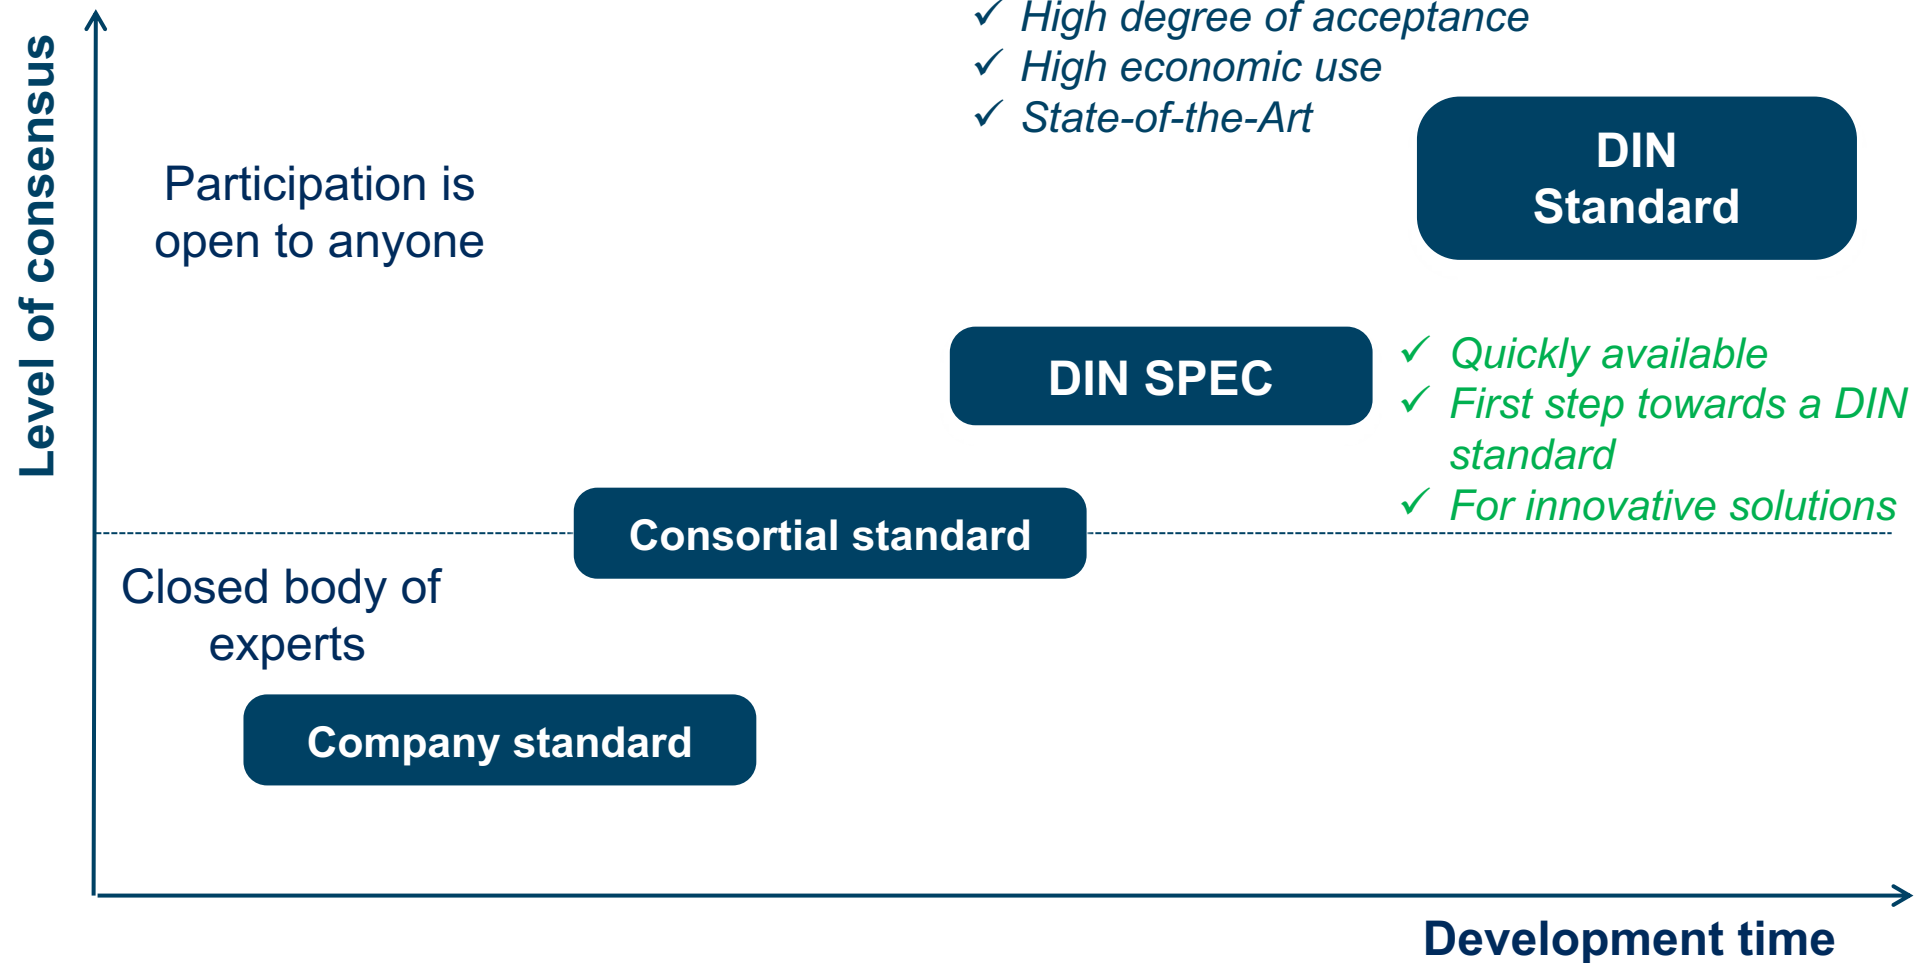 Level of consensus
✓ High degree of acceptance
✓ High economic use
✓ State-of-the-Art
DIN
Standard
Participation is
open to anyone
DIN SPEC
✓ Quickly available
✓ First step towards a DIN
standard
✓ For innovative solutions
Consortial standard
Closed body of
experts
Company standard
Development time